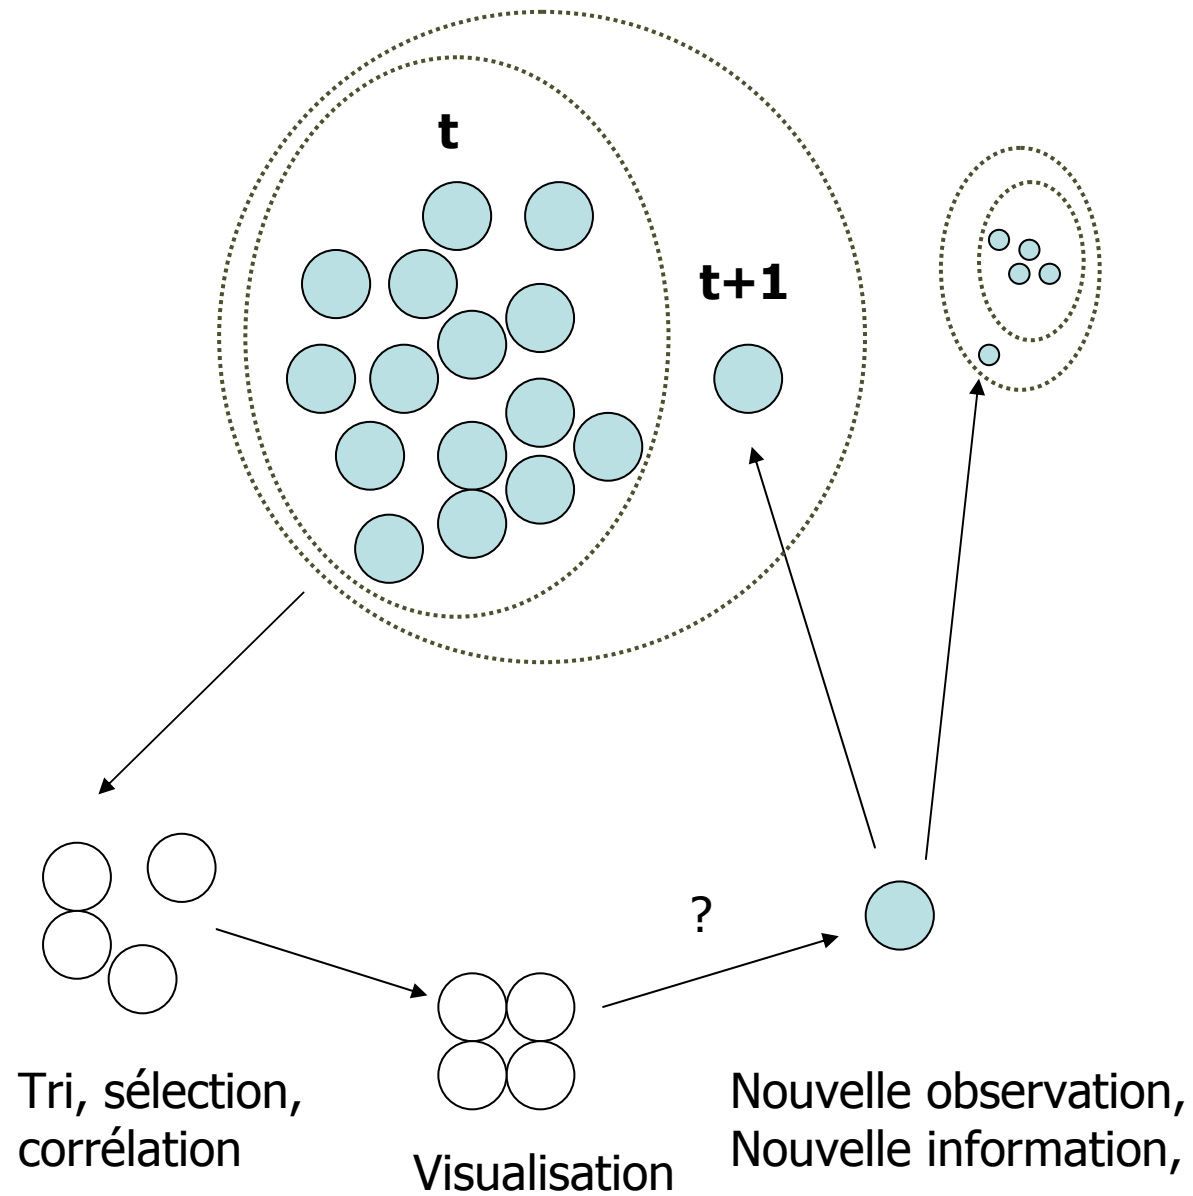 t
t+1
?
Tri, sélection,
corrélation
Visualisation
Nouvelle observation,
Nouvelle information,